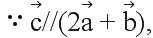 ∵ c⃗//(2a⃗ + b⃗),